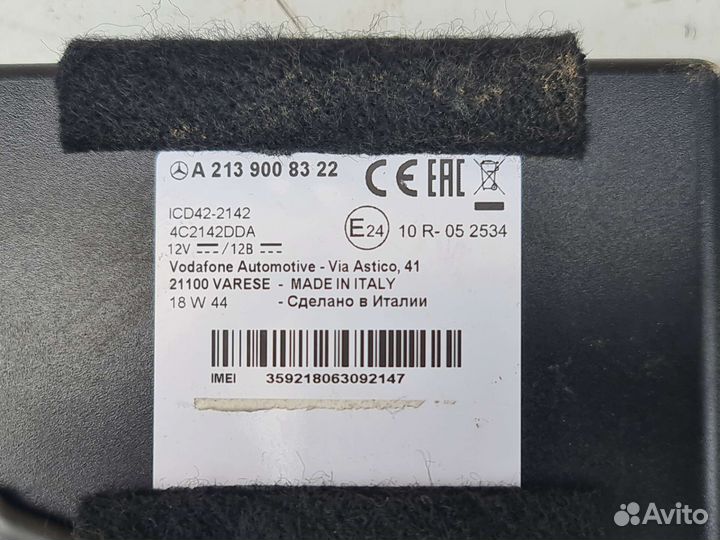 A 213 900 83 22
CE EAC
ICD42-2142
4C2142DDA
E24 10 R- 05 2534
12V / 12В
Vodafone Automotive - Via Astico, 41
21100 VARESE - MADE IN ITALY
18 W 44 - Сделано в Италии
IMEI 359218063092147
Avito